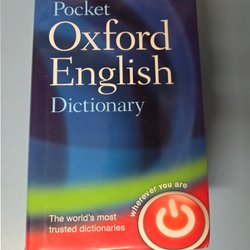 Pocket
Oxford
English
Dictionary
The world's most
trusted dictionaries
wherever you are